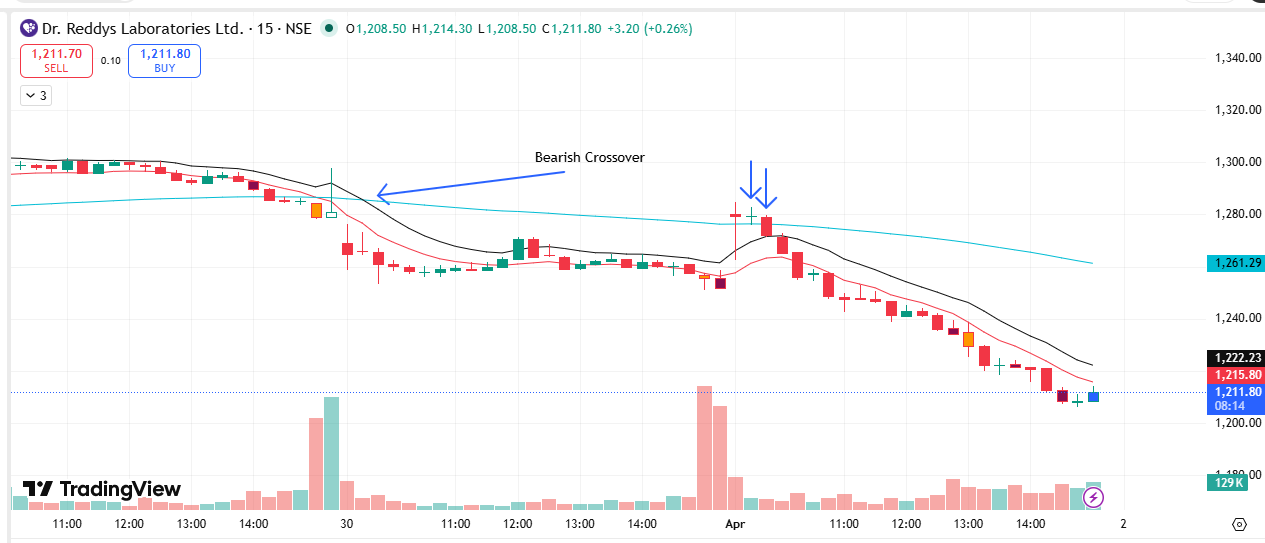 Dr. Reddys Laboratories Ltd. · 15 · NSE O1,208.50 H1,214.30 L1,208.50 C1,211.80 +3.20 (+0.26%)
1,211.70
SELL
0.10
1,211.80
BUY
3
1,340.00
1,320.00
1,300.00
1,280.00
1,261.29
1,240.00
1,222.23
1,215.80
1,211.80
08:14
1,200.00
1,180.00
129 K
Bearish Crossover
TradingView
11:00 12:00 13:00 14:00 30 11:00 12:00 13:00 14:00 Apr 11:00 12:00 13:00 14:00 2